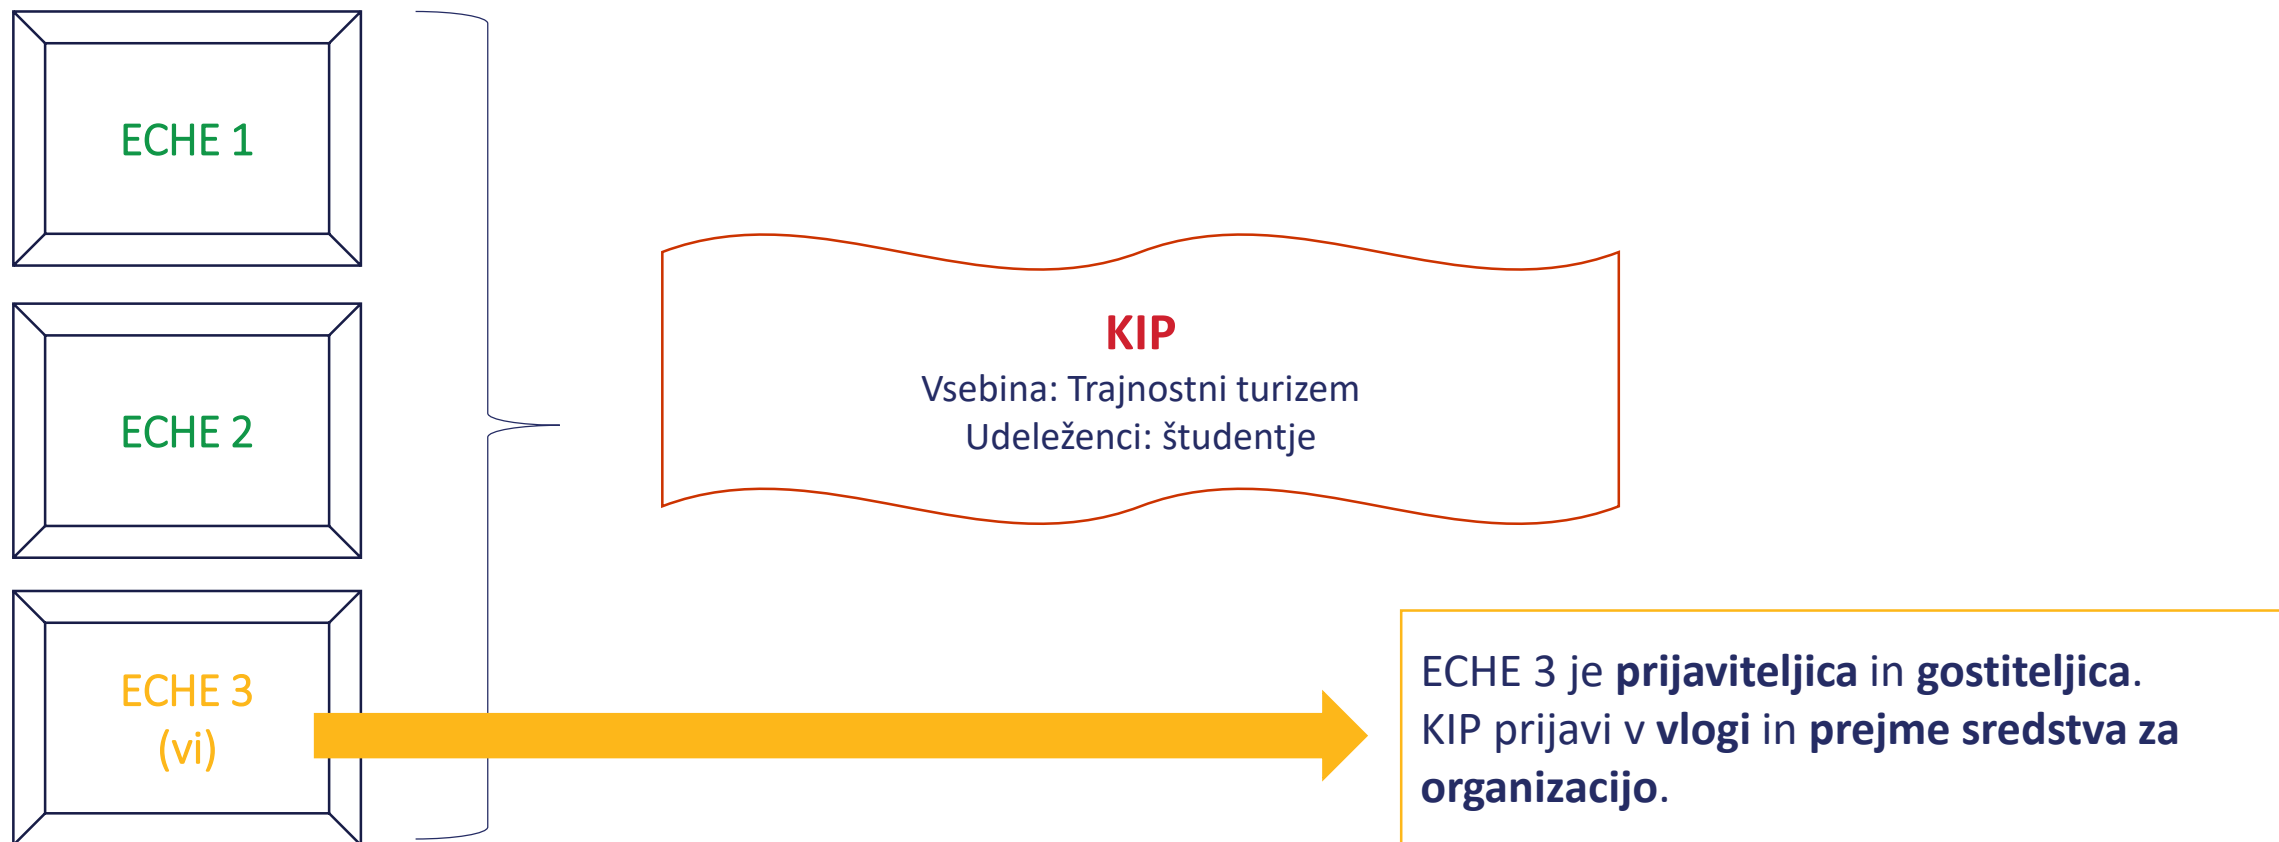 ECHE 1
ECHE 2
ECHE 3
(vi)
KIP
Vsebina: Trajnostni turizem
Udeleženci: študentje
ECHE 3 je prijaviteljica in gostiteljica.
KIP prijavi v vlogi in prejme sredstva za
organizacijo.